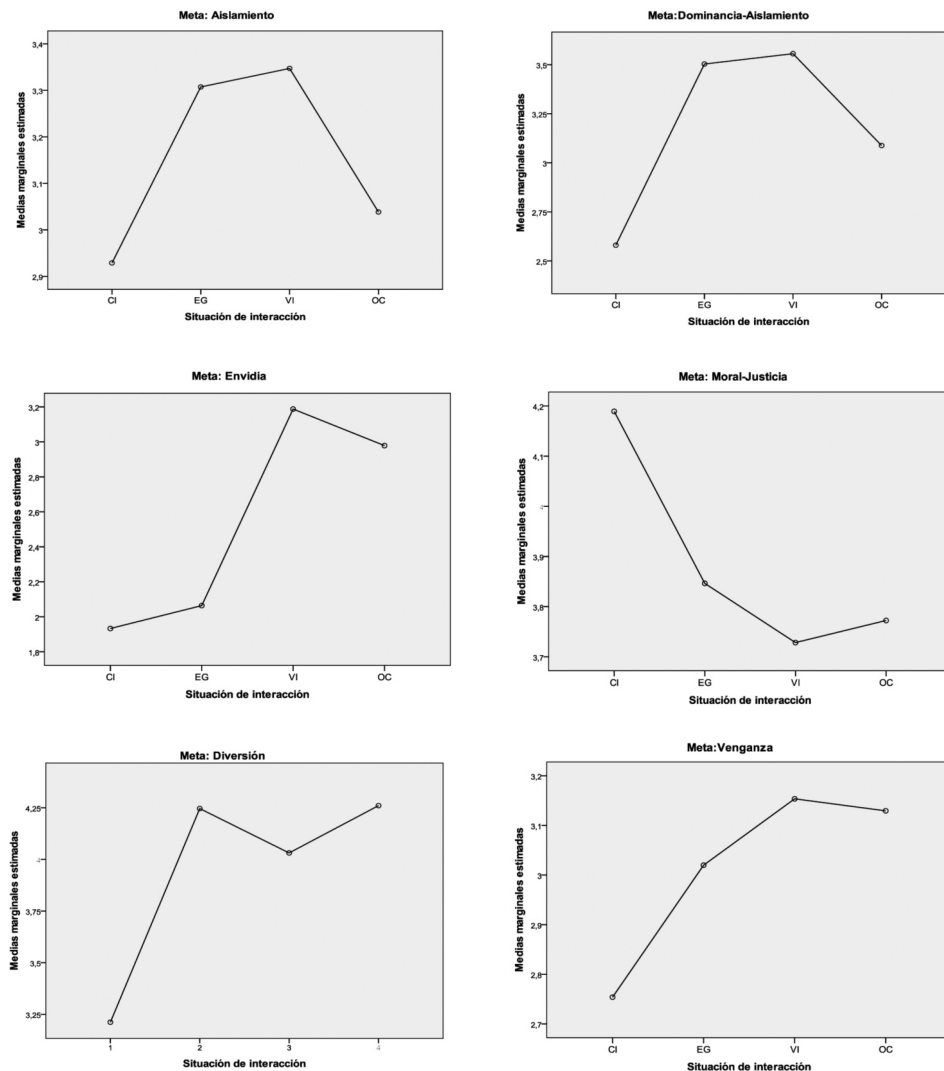 Meta: Aislamiento
Medias marginales estimadas
3,4
3,3
3,2
3,1
3
2,9
CI EG VI OC
Situación de interacción
Meta:Dominancia-Aislamiento
Medias marginales estimadas
3,5
3,25
3
2,75
2,5
CI EG VI OC
Situación de interacción
Meta: Envidia
Medias marginales estimadas
3,2
3
2,8
2,6
2,4
2,2
2
1,8
CI EG VI OC
Situación de interacción
Meta: Moral-Justicia
Medias marginales estimadas
4,2
4,1
4
3,9
3,8
3,7
CI EG VI OC
Situación de interacción
Meta: Diversión
Medias marginales estimadas
4,25
4
3,75
3,5
3,25
1 2 3 4
Situación de interacción
Meta:Venganza
Medias marginales estimadas
3,2
3,1
3
2,9
2,8
2,7
CI EG VI OC
Situación de interacción